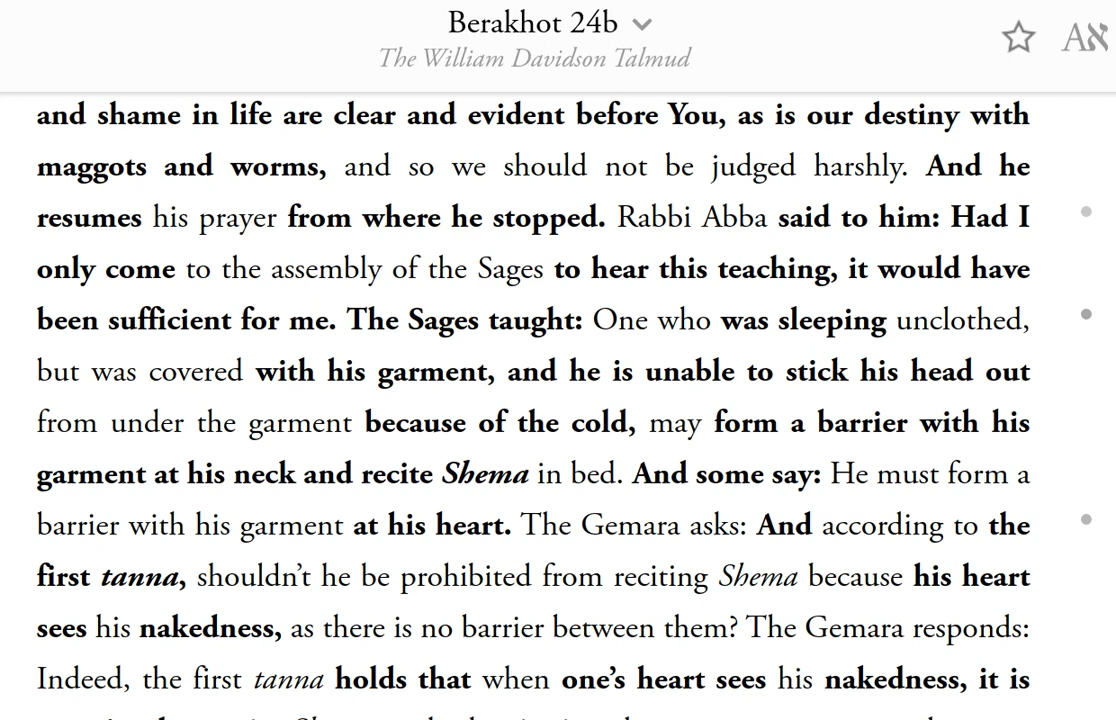 Berakhot 24b
The William Davidson Talmud
Aא
and shame in life are clear and evident before You, as is our destiny with
maggots and worms, and so we should not be judged harshly. And he
resumes his prayer from where he stopped. Rabbi Abba said to him: Had I
only come to the assembly of the Sages to hear this teaching, it would have
been sufficient for me. The Sages taught: One who was sleeping unclothed,
but was covered with his garment, and he is unable to stick his head out
from under the garment because of the cold, may form a barrier with his
garment at his neck and recite Shema in bed. And some say: He must form a
barrier with his garment at his heart. The Gemara asks: And according to the
first tanna, shouldn’t he be prohibited from reciting Shema because his heart
sees his nakedness, as there is no barrier between them? The Gemara responds:
Indeed, the first tanna holds that when one’s heart sees his nakedness, it is